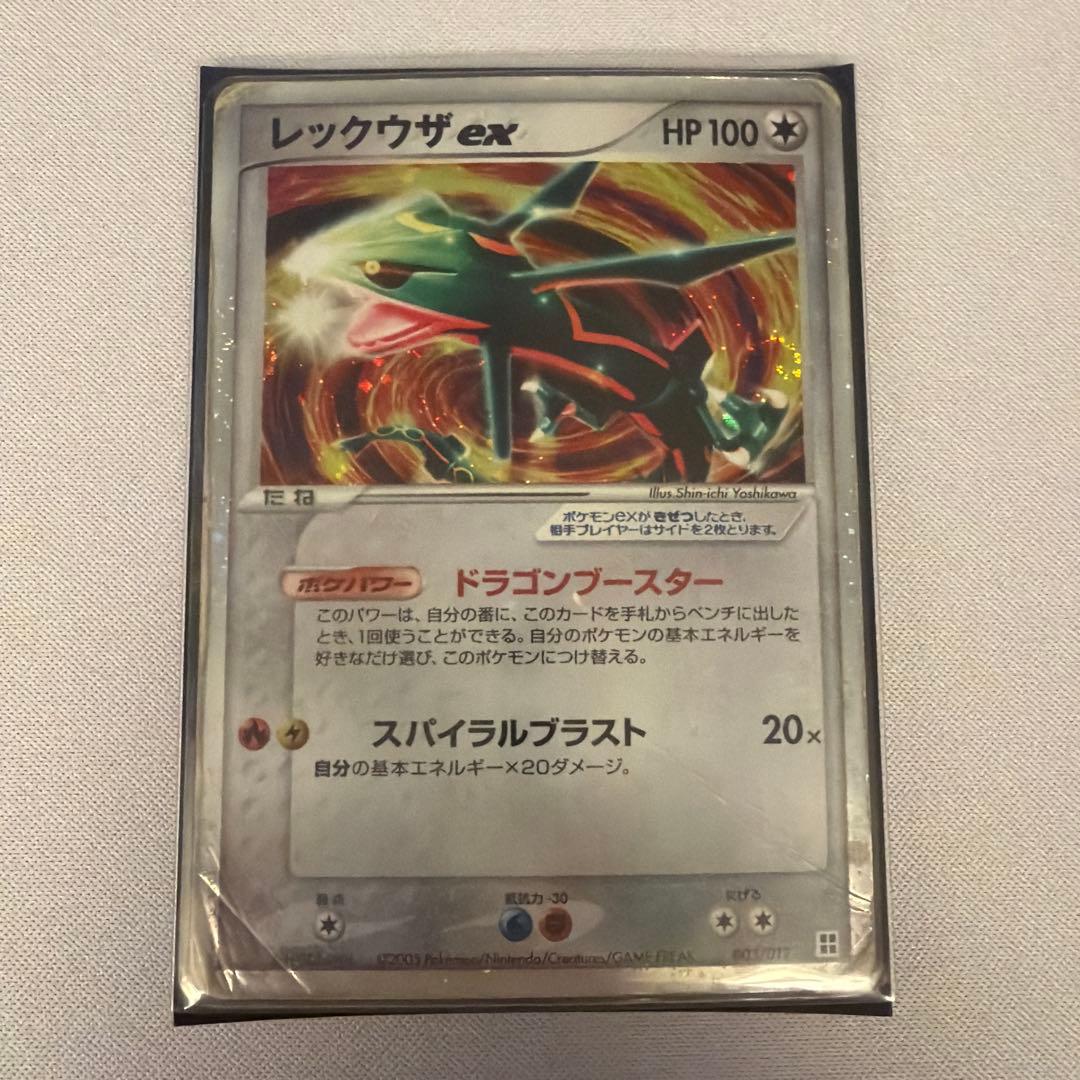 レックウザex HP 100
たね Illus. Shin-ichi Yoshikawa
ポケモンexがきぜつしたとき、
相手プレイヤーはサイドを2枚とります。
ポケパワー ドラゴンブースター
このパワーは、自分の番に、このカードを手札からベンチに出した
とき、1回使うことができる。自分のポケモンの基本エネルギーを
好きなだけ選び、このポケモンにつけ替える。
スパイラルブラスト 20×
自分の基本エネルギー×20ダメージ。
弱点 抵抗力 -30 にげる
©2005 Pokémon/Nintendo/Creatures/GAME FREAK